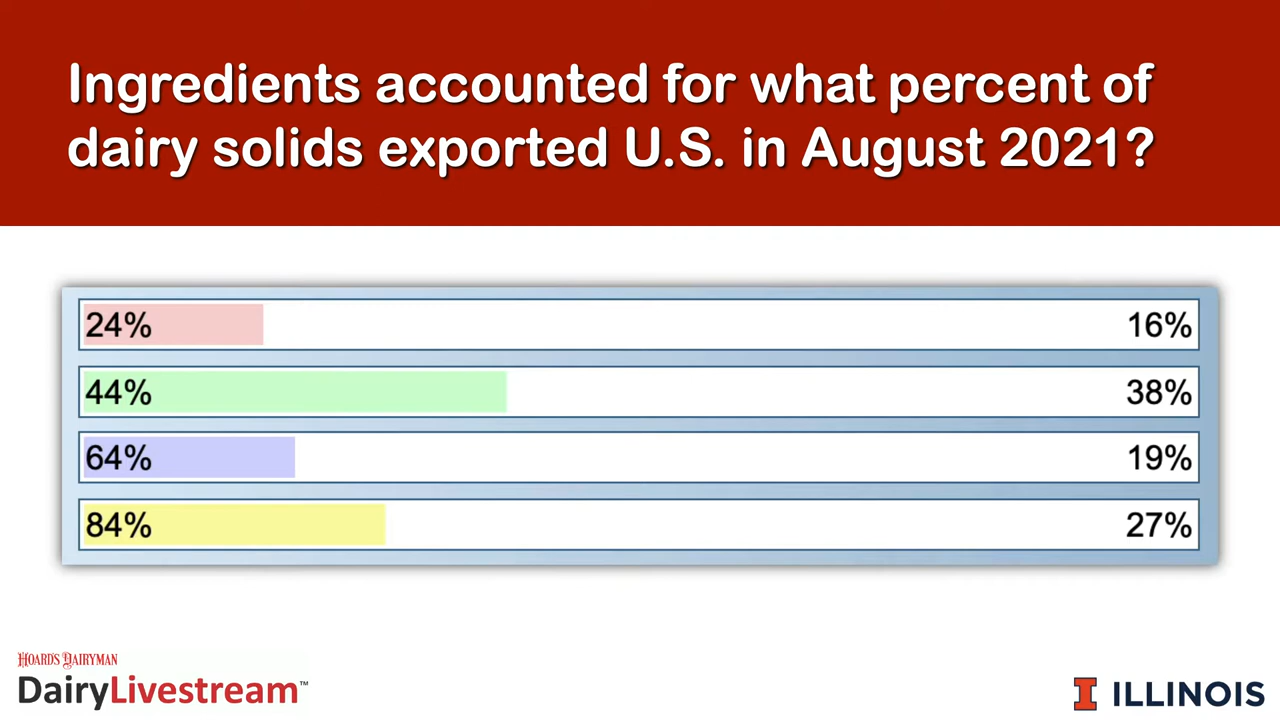 Ingredients accounted for what percent of
dairy solids exported U.S. in August 2021?
24% 16%
44% 38%
64% 19%
84% 27%
HOARD'S DAIRYMAN
DairyLivestream™
I ILLINOIS